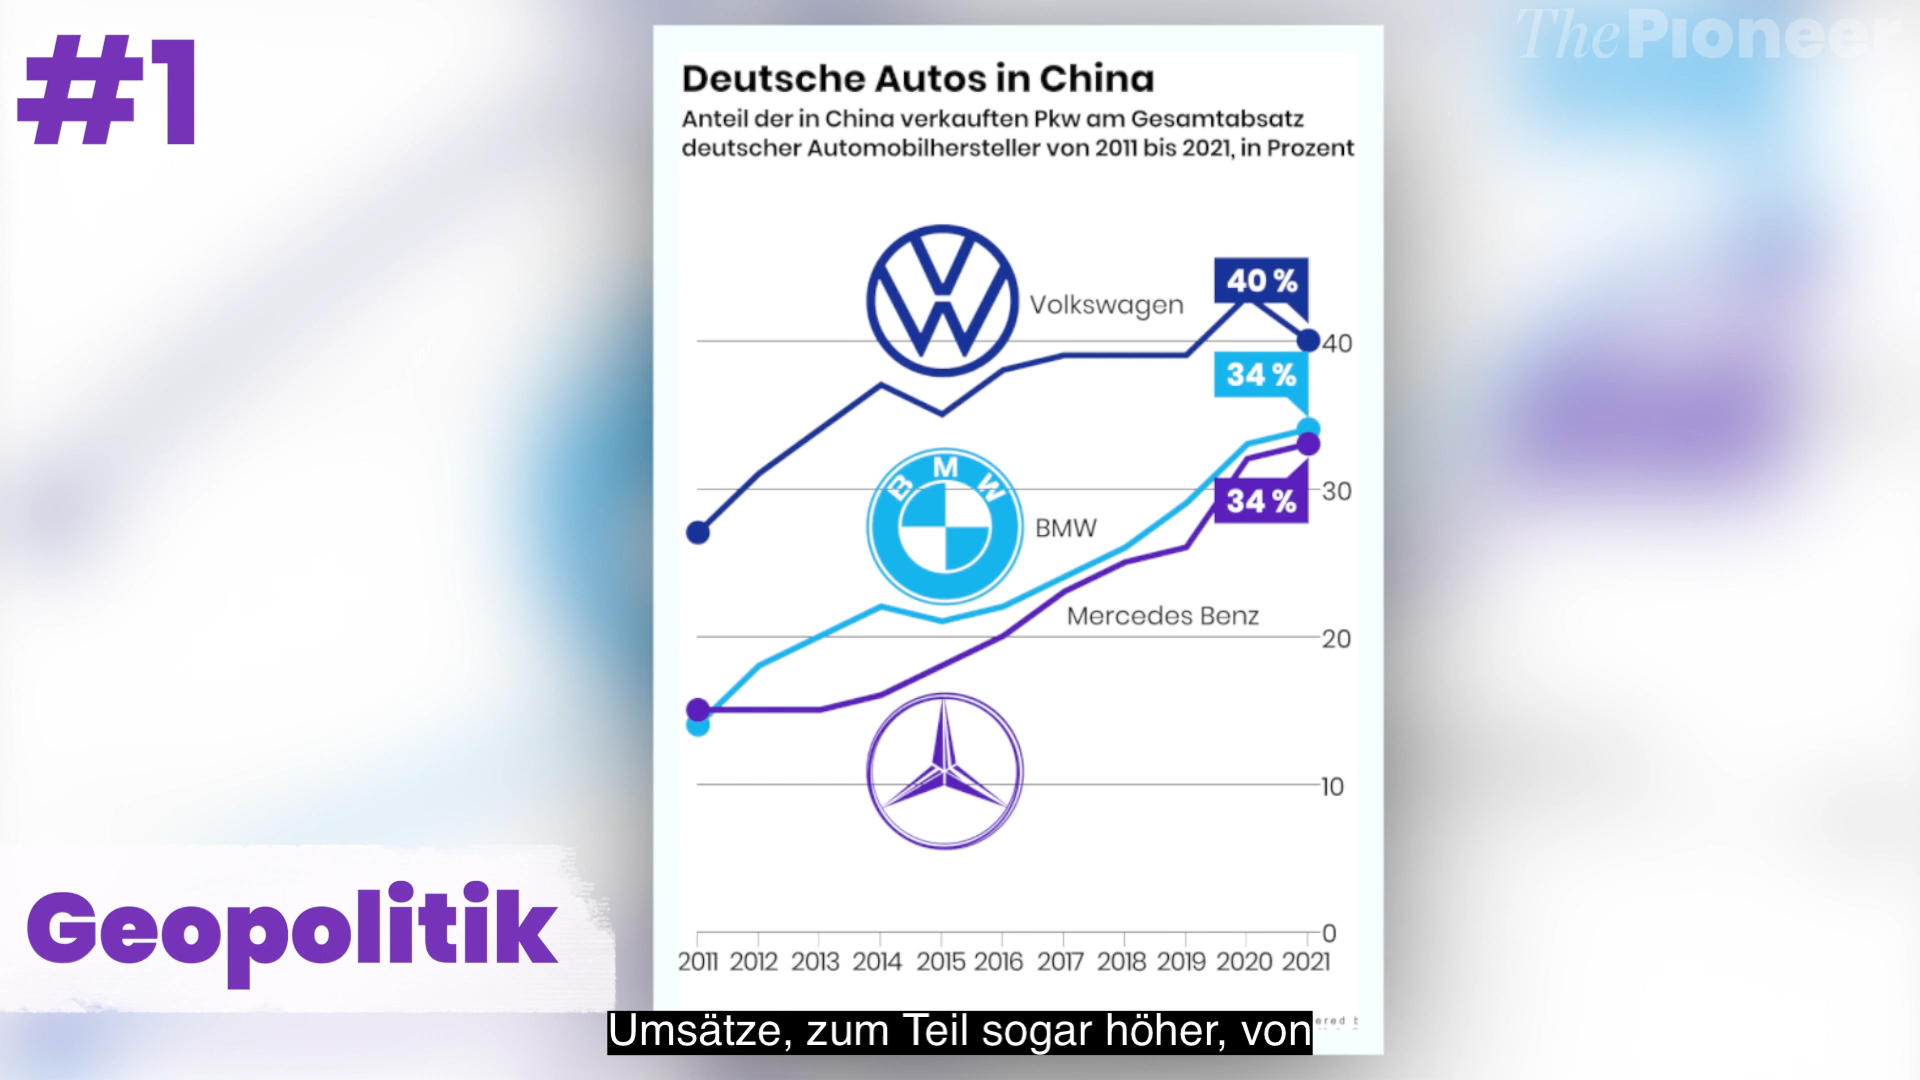 #1
The Pioneer
Deutsche Autos in China
Anteil der in China verkauften Pkw am Gesamtabsatz
deutscher Automobilhersteller von 2011 bis 2021, in Prozent
40 %
Volkswagen
40
34 %
B M W
30
34 %
BMW
Mercedes Benz
20
10
0
2011 2012 2013 2014 2015 2016 2017 2018 2019 2020 2021
Geopolitik
Umsätze, zum Teil sogar höher, von